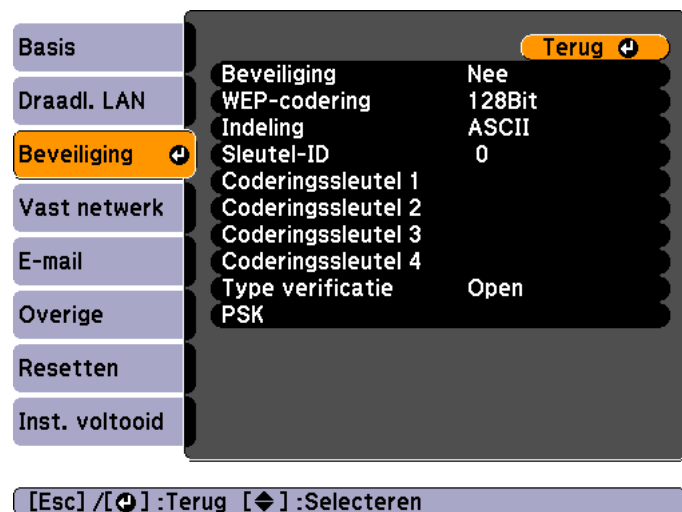 Basis
Draadl. LAN
Beveiliging
Vast netwerk
E-mail
Overige
Resetten
Inst. voltooid
Terug
Beveiliging Nee
WEP-codering 128Bit
Indeling ASCII
Sleutel-ID 0
Coderingssleutel 1
Coderingssleutel 2
Coderingssleutel 3
Coderingssleutel 4
Type verificatie Open
PSK
[Esc] /[⏎] :Terug [◆] :Selecteren